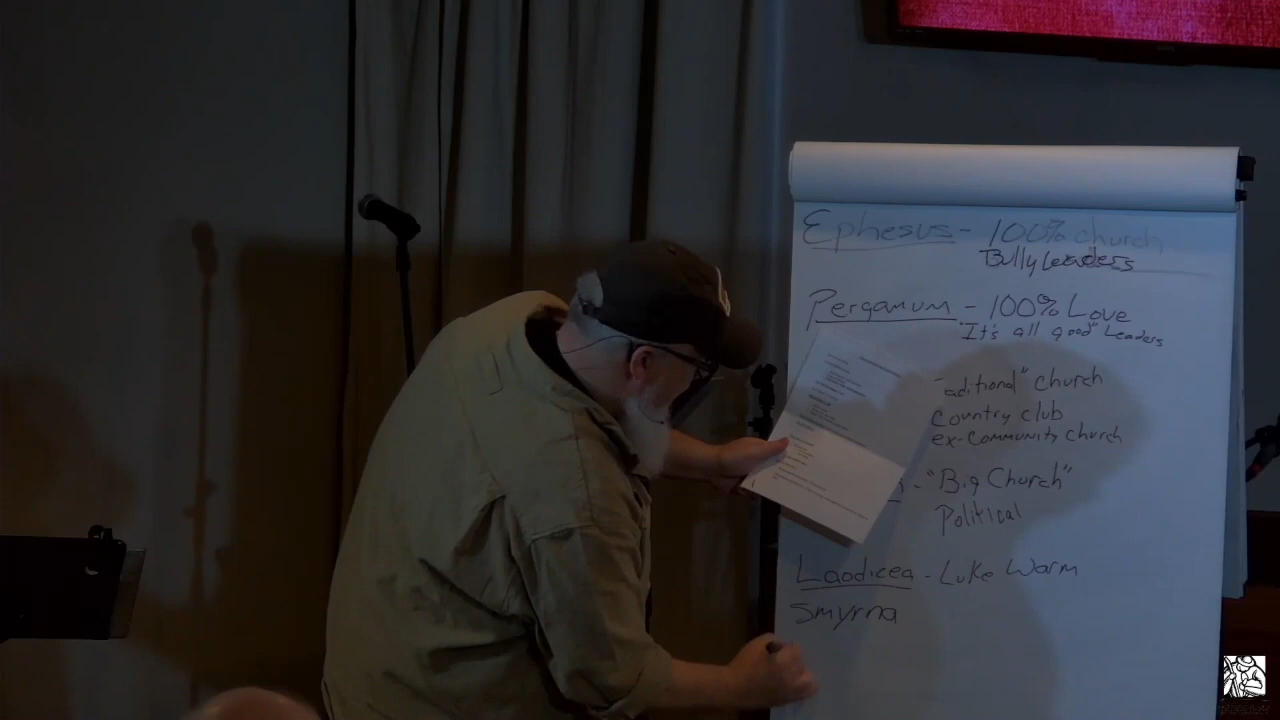 Ephesus - 100% church
Bully Leaders
Pergamum - 100% Love
"It's all good" Leaders
aditional" church
country club
ex-community church
- "Big Church"
Political
Laodicea - Luke Warm
Smyrna